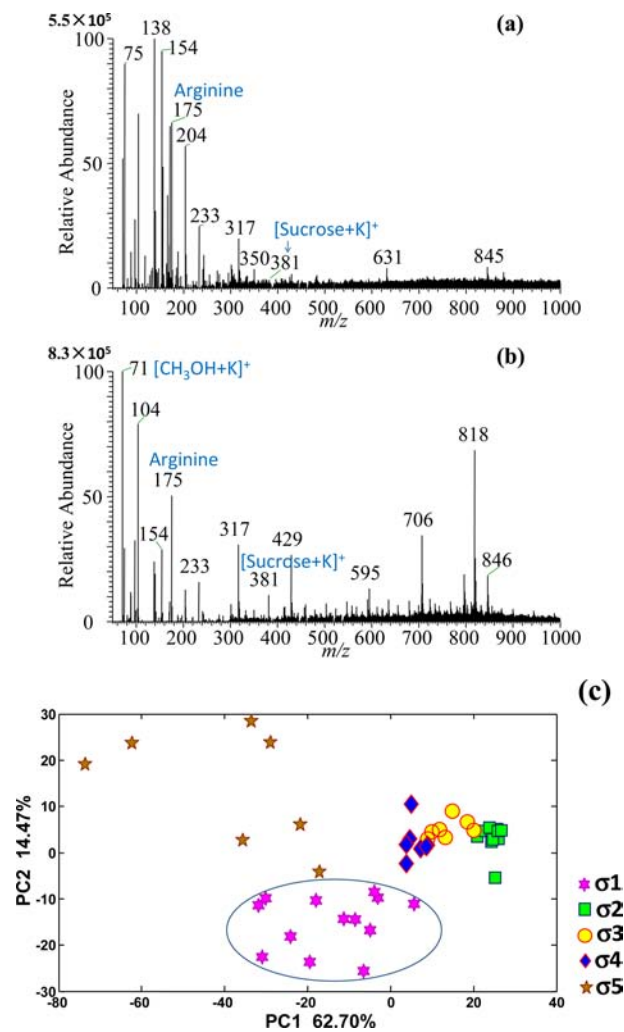 (a)
5.5×10⁵
100
138
75
154
Arginine
175
204
Relative Abundance
50
233
317
[Sucrose+K]⁺
350
381
631
845
0
200 300 400 500 600 700 800 900 1000
100
m/z
(b)
8.3×10⁵
100
71 [CH₃OH+K]⁺
104
818
Arginine
175
Relative Abundance
50
706
154
317
429
[Sucrose+K]⁺
233
381
595
846
0
100 200 300 400 500 600 700 800 900 1000
m/z
(c)
30
20
10
0
-10
-20
-30
PC2 14.47%
-80 -60 -40 -20 0 20 40
PC1 62.70%
σ1
σ2
σ3
σ4
σ5